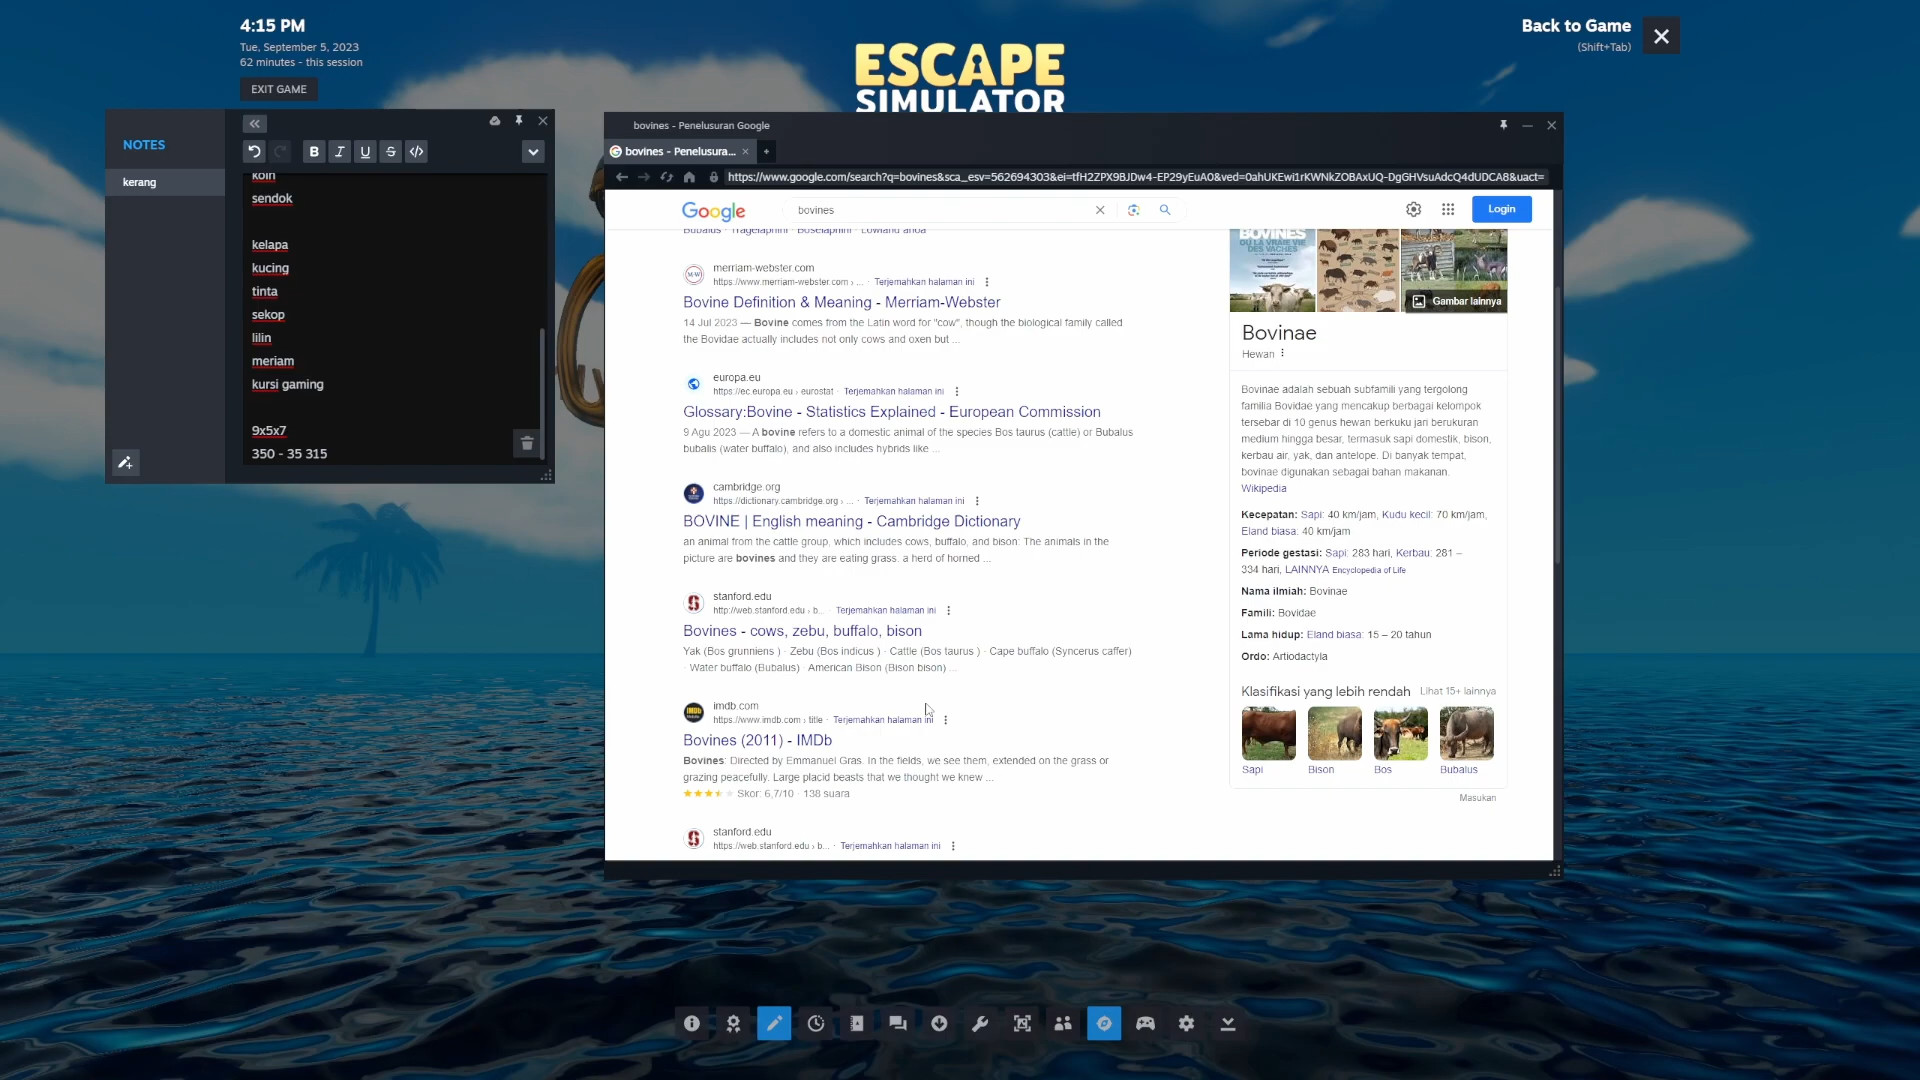 4:15 PM
Tue, September 5, 2023
62 minutes - this session
EXIT GAME
ESCAPE
SIMULATOR
Back to Game
(Shift+Tab)
NOTES
kerang
koin
sendok
kelapa
kucing
tinta
sekop
lilin
meriam
kursi gaming
9x5x7
350 - 35 315
bovines - Penelusuran Google
bovines - Penelusura...
https://www.google.com/search?q=bovines&sca_esv=562694303&ei=tfH2ZPX9BJDw4-EP29yEuA0&ved=0ahUKEwi1rKWNkZOBAxUQ-DgGHVsuAdcQ4dUDCA8&uact=
Google
bovines
Login
Bubalus · Tragelaphini · Boselaphini · Lowland anoa
merriam-webster.com
https://www.merriam-webster.com › ... · Terjemahkan halaman ini
Bovine Definition & Meaning - Merriam-Webster
14 Jul 2023 — Bovine comes from the Latin word for "cow", though the biological family called
the Bovidae actually includes not only cows and oxen but ...
europa.eu
https://ec.europa.eu › eurostat · Terjemahkan halaman ini
Glossary:Bovine - Statistics Explained - European Commission
9 Agu 2023 — A bovine refers to a domestic animal of the species Bos taurus (cattle) or Bubalus
bubalis (water buffalo), and also includes hybrids like ...
cambridge.org
https://dictionary.cambridge.org › ... · Terjemahkan halaman ini
BOVINE | English meaning - Cambridge Dictionary
an animal from the cattle group, which includes cows, buffalo, and bison: The animals in the
picture are bovines and they are eating grass. a herd of horned ...
stanford.edu
http://web.stanford.edu › b... · Terjemahkan halaman ini
Bovines - cows, zebu, buffalo, bison
Yak (Bos grunniens ) · Zebu (Bos indicus ) · Cattle (Bos taurus ) · Cape buffalo (Syncerus caffer)
· Water buffalo (Bubalus) · American Bison (Bison bison) ...
imdb.com
https://www.imdb.com › title · Terjemahkan halaman ini
Bovines (2011) - IMDb
Bovines: Directed by Emmanuel Gras. In the fields, we see them, extended on the grass or
grazing peacefully. Large placid beasts that we thought we knew ...
Skor: 6,7/10 · 138 suara
stanford.edu
https://web.stanford.edu › b... · Terjemahkan halaman ini
BOVINES
OU LA VRAIE VIE
DES VACHES
Gambar lainnya
Bovinae
Hewan
Bovinae adalah sebuah subfamili yang tergolong
familia Bovidae yang mencakup berbagai kelompok
tersebar di 10 genus hewan berkuku jari berukuran
medium hingga besar, termasuk sapi domestik, bison,
kerbau air, yak, dan antelope. Di banyak tempat,
bovinae digunakan sebagai bahan makanan.
Wikipedia
Kecepatan: Sapi: 40 km/jam, Kudu kecil: 70 km/jam,
Eland biasa: 40 km/jam
Periode gestasi: Sapi: 283 hari, Kerbau: 281 –
334 hari, LAINNYA Encyclopedia of Life
Nama ilmiah: Bovinae
Famili: Bovidae
Lama hidup: Eland biasa: 15 – 20 tahun
Ordo: Artiodactyla
Klasifikasi yang lebih rendah Lihat 15+ lainnya
Sapi Bison Bos Bubalus
Masukan